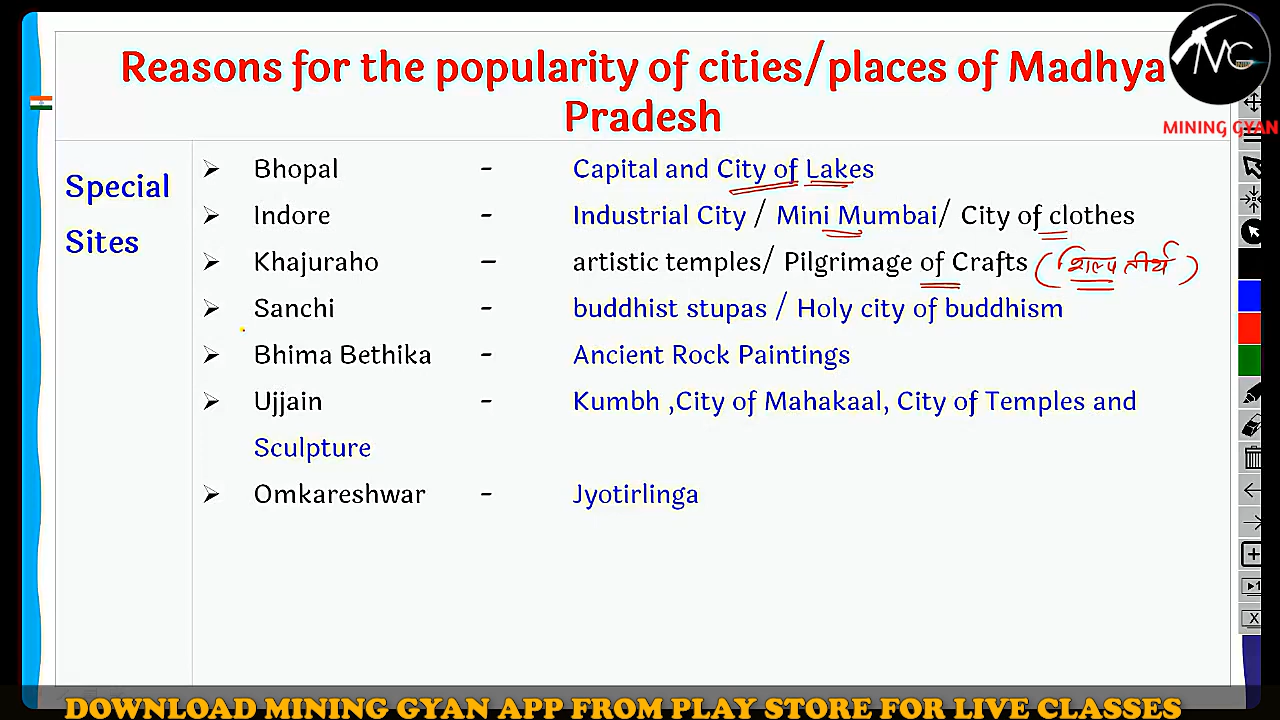 Reasons for the popularity of cities/places of Madhya
Pradesh
MG
MINING GYAN
Special
Sites
➢ Bhopal - Capital and City of Lakes
➢ Indore - Industrial City / Mini Mumbai/ City of clothes
➢ Khajuraho - artistic temples/ Pilgrimage of Crafts (शिल्प तीर्थ)
➢ Sanchi - buddhist stupas / Holy city of buddhism
➢ Bhima Bethika - Ancient Rock Paintings
➢ Ujjain - Kumbh ,City of Mahakaal, City of Temples and
Sculpture
➢ Omkareshwar - Jyotirlinga
DOWNLOAD MINING GYAN APP FROM PLAY STORE FOR LIVE CLASSES